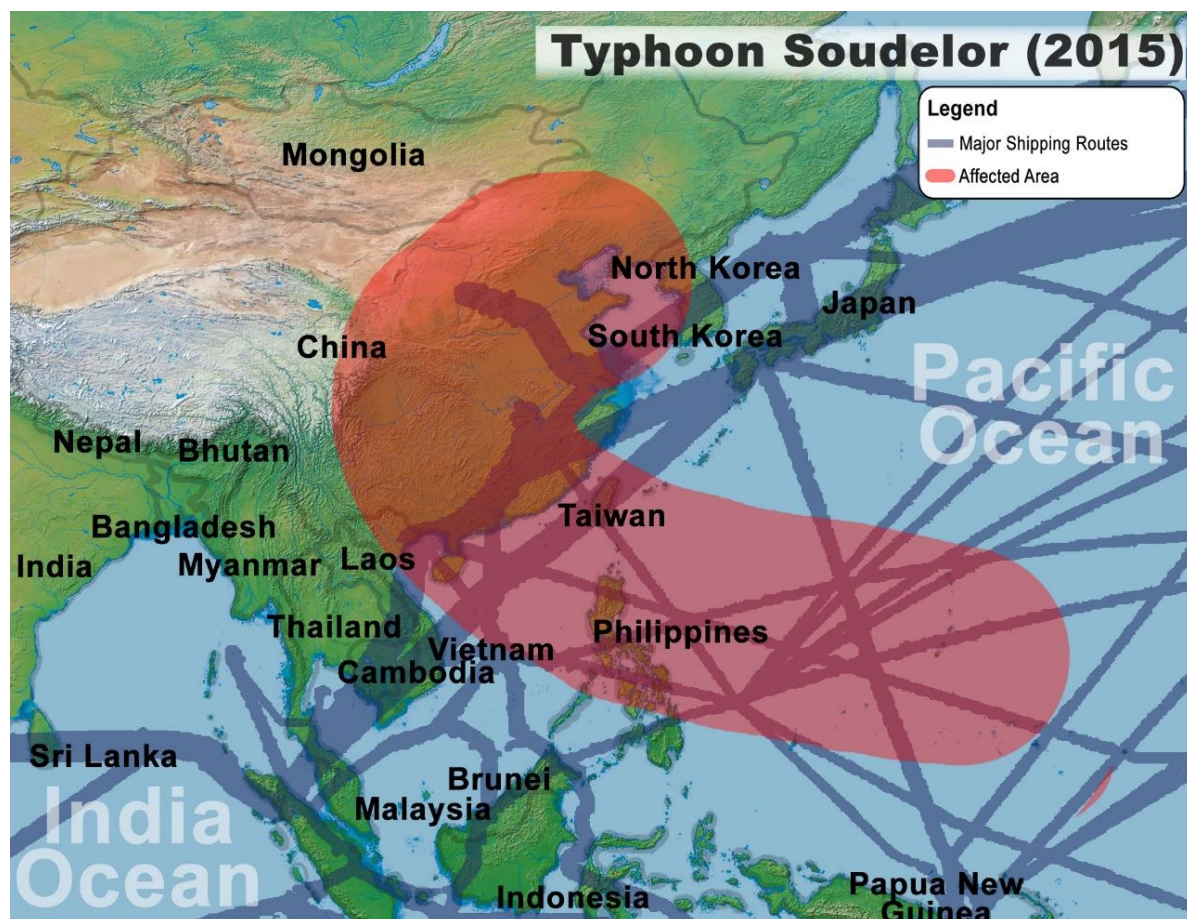 Typhoon Soudelor (2015)
Legend
Major Shipping Routes
Affected Area
Mongolia
North Korea
Japan
South Korea
China
Pacific
Ocean
Nepal
Bhutan
Taiwan
Bangladesh
India
Myanmar
Laos
Thailand
Philippines
Vietnam
Cambodia
Sri Lanka
Brunei
Malaysia
India
Ocean
Indonesia
Papua New
Guinea